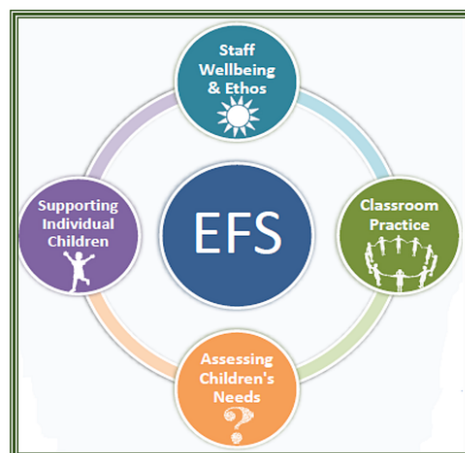 Staff
Wellbeing
& Ethos
Supporting
Individual
Children
EFS
Classroom
Practice
Assessing
Children's
Needs
?